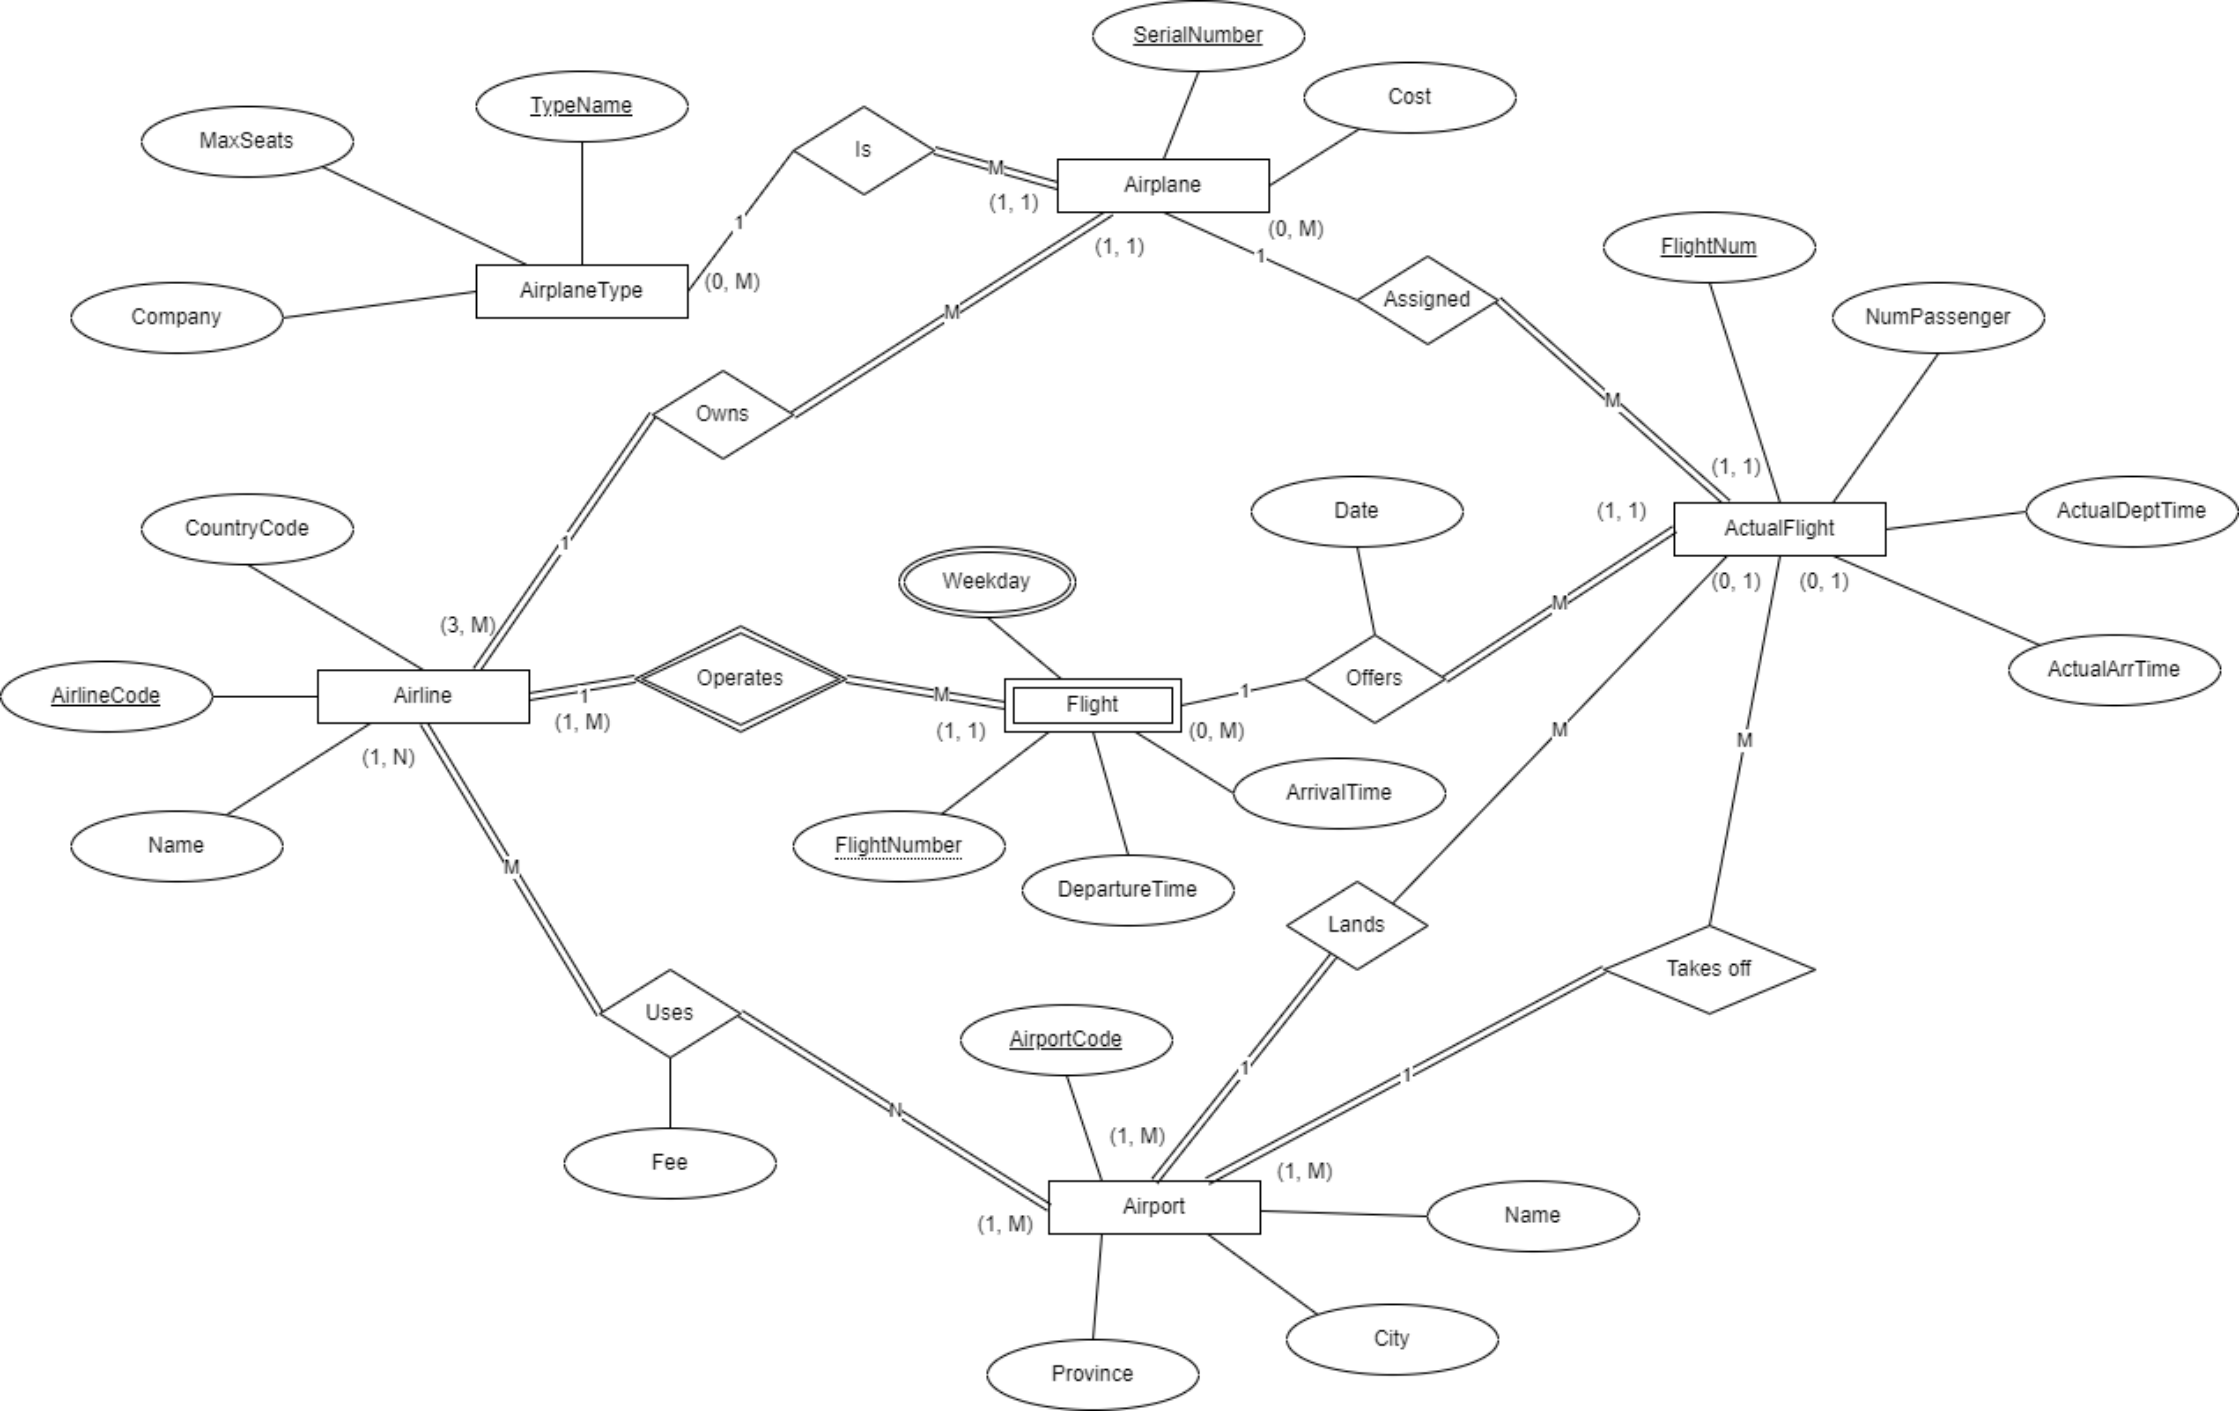 SerialNumber
Cost
TypeName
MaxSeats
Is
M
Airplane
(1, 1)
1
(0, M)
(1, 1)
1
FlightNum
AirplaneType
(0, M)
Company
Assigned
NumPassenger
M
M
Owns
(1, 1)
CountryCode
Date
(1, 1)
ActualFlight
ActualDeptTime
1
Weekday
(0, 1)
(0, 1)
M
(3, M)
Operates
Offers
ActualArrTime
AirlineCode
Airline
1
M
Flight
1
(1, M)
(1, 1)
(0, M)
M
M
(1, N)
ArrivalTime
Name
FlightNumber
M
DepartureTime
Lands
Takes off
Uses
AirportCode
1
1
N
(1, M)
Fee
(1, M)
Airport
(1, M)
Name
City
Province